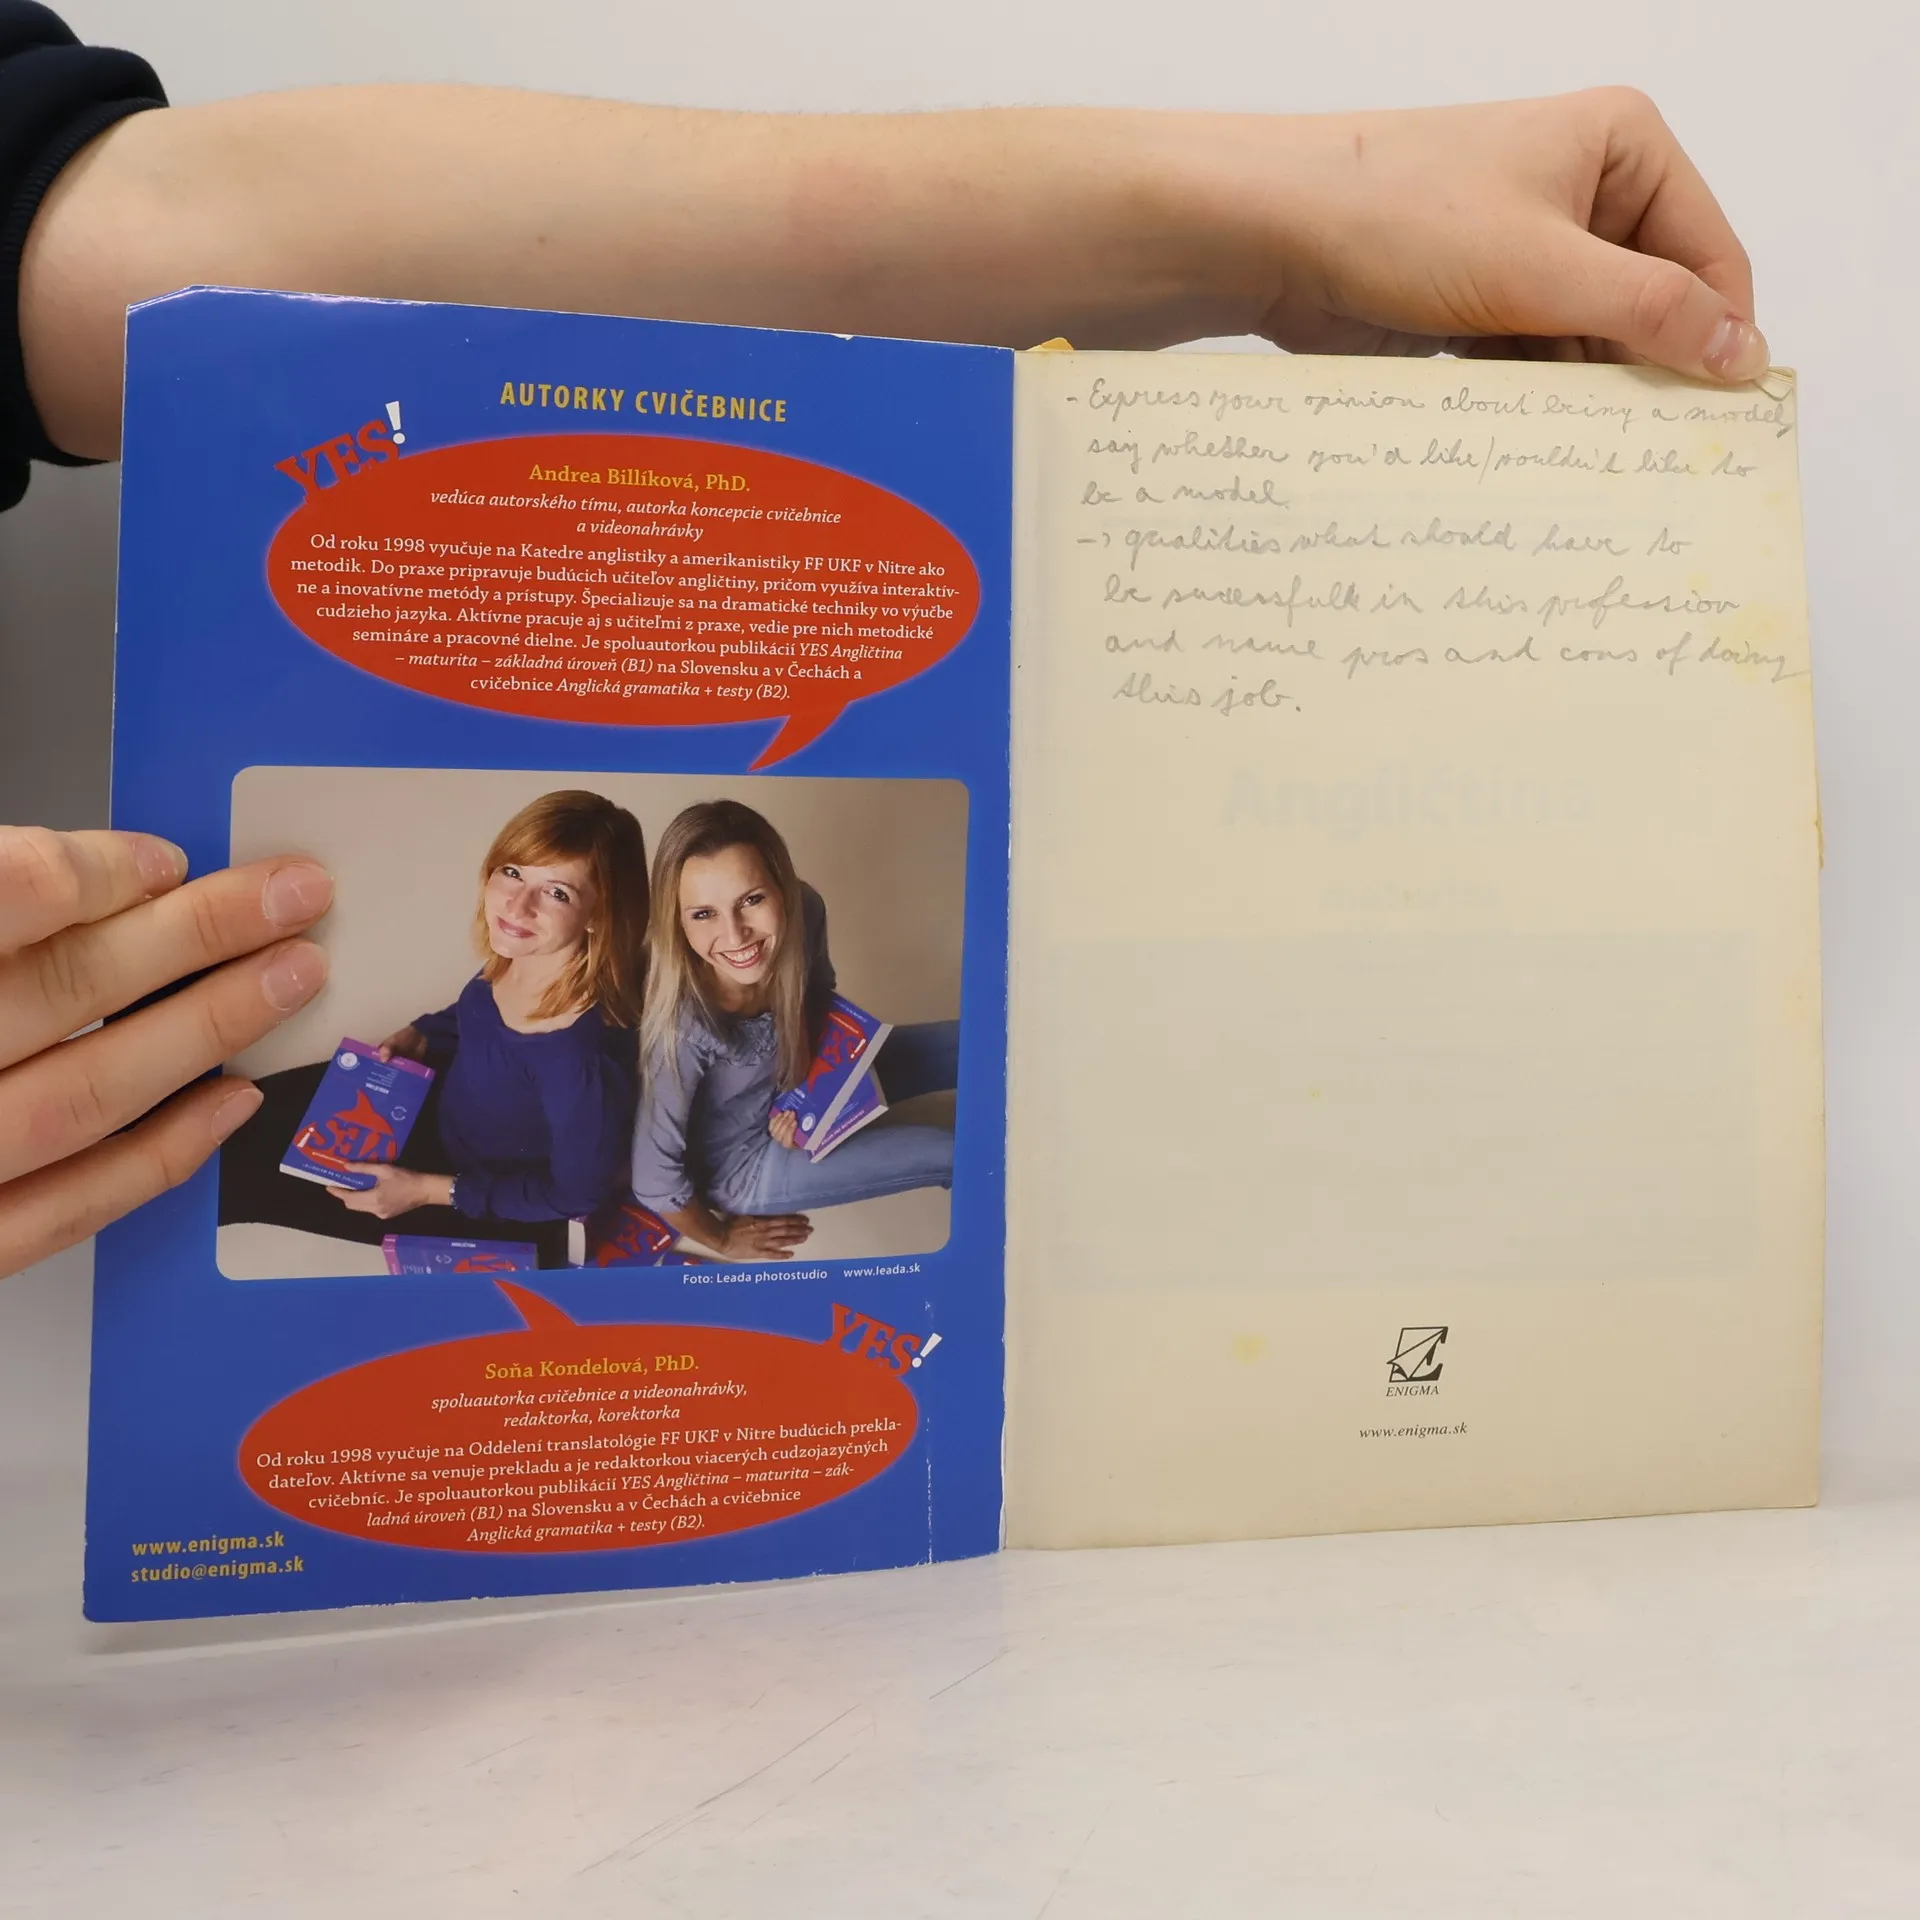 AUTORKY CVIČEBNICE
YES!
Andrea Billíková, PhD.
vedúca autorského tímu, autorka koncepcie cvičebnice
a videonahrávky
Od roku 1998 vyučuje na Katedre anglistiky a amerikanistiky FF UKF v Nitre ako
metodik. Do praxe pripravuje budúcich učiteľov angličtiny, pričom využíva interaktív-
ne a inovatívne metódy a prístupy. Špecializuje sa na dramatické techniky vo výučbe
cudzieho jazyka. Aktívne pracuje aj s učiteľmi z praxe, vedie pre nich metodické
semináre a pracovné dielne. Je spoluautorkou publikácií YES Angličtina
– maturita – základná úroveň (B1) na Slovensku a v Čechách a
cvičebnice Anglická gramatika + testy (B2).
YES!
YES!
Foto: Leada photostudio www.leada.sk
YES!
Soňa Kondelová, PhD.
spoluautorka cvičebnice a videonahrávky,
redaktorka, korektorka
Od roku 1998 vyučuje na Oddelení translatológie FF UKF v Nitre budúcich prekla-
dateľov. Aktívne sa venuje prekladu a je redaktorkou viacerých cudzojazyčných
cvičebníc. Je spoluautorkou publikácií YES Angličtina – maturita – zák-
ladná úroveň (B1) na Slovensku a v Čechách a cvičebnice
Anglická gramatika + testy (B2).
www.enigma.sk
studio@enigma.sk
- Express your opinion about being a model,
say whether you'd like/wouldn't like to
be a model.
-> qualities what should have to
be sucessfull in this profession
and name pros and cons of doing
this job.
Angličtina
ENIGMA
www.enigma.sk